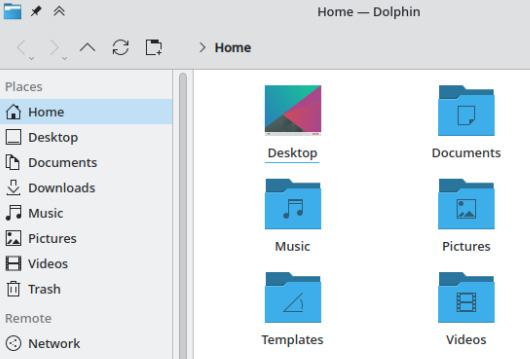 Home — Dolphin
Home
Places
Home
Desktop
Documents
Downloads
Music
Pictures
Videos
Trash
Remote
Network
Desktop
Documents
Music
Pictures
Templates
Videos